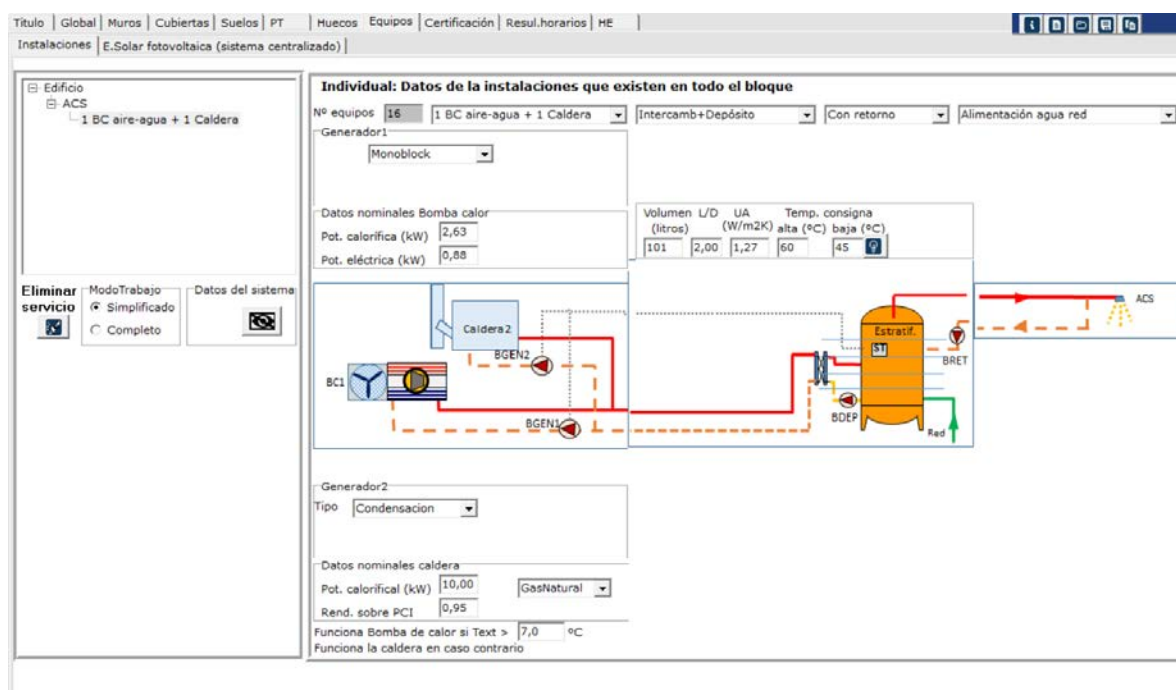 Titulo Global Muros Cubiertas Suelos PT Huecos Equipos Certificación Resul.horarios HE
Instalaciones E.Solar fotovoltaica (sistema centralizado)
Edificio
ACS
1 BC aire-agua + 1 Caldera
Eliminar servicio
ModoTrabajo
Simplificado
Completo
Datos del sistema
Individual: Datos de la instalaciones que existen en todo el bloque
Nº equipos 16 1 BC aire-agua + 1 Caldera Intercamb+Depósito Con retorno Alimentación agua red
Generador1
Monoblock
Datos nominales Bomba calor
Pot. calorífica (kW) 2,63
Pot. eléctrica (kW) 0,88
Volumen L/D UA Temp. consigna
(litros) (W/m2K) alta (ºC) baja (ºC)
101 2,00 1,27 60 45
Caldera2
BGEN2
BC1
BGEN1
Estratif.
ST
BRET
BDEP
Red
ACS
Generador2
Tipo Condensacion
Datos nominales caldera
Pot. calorifical (kW) 10,00 GasNatural
Rend. sobre PCI 0,95
Funciona Bomba de calor si Text > 7,0 ºC
Funciona la caldera en caso contrario